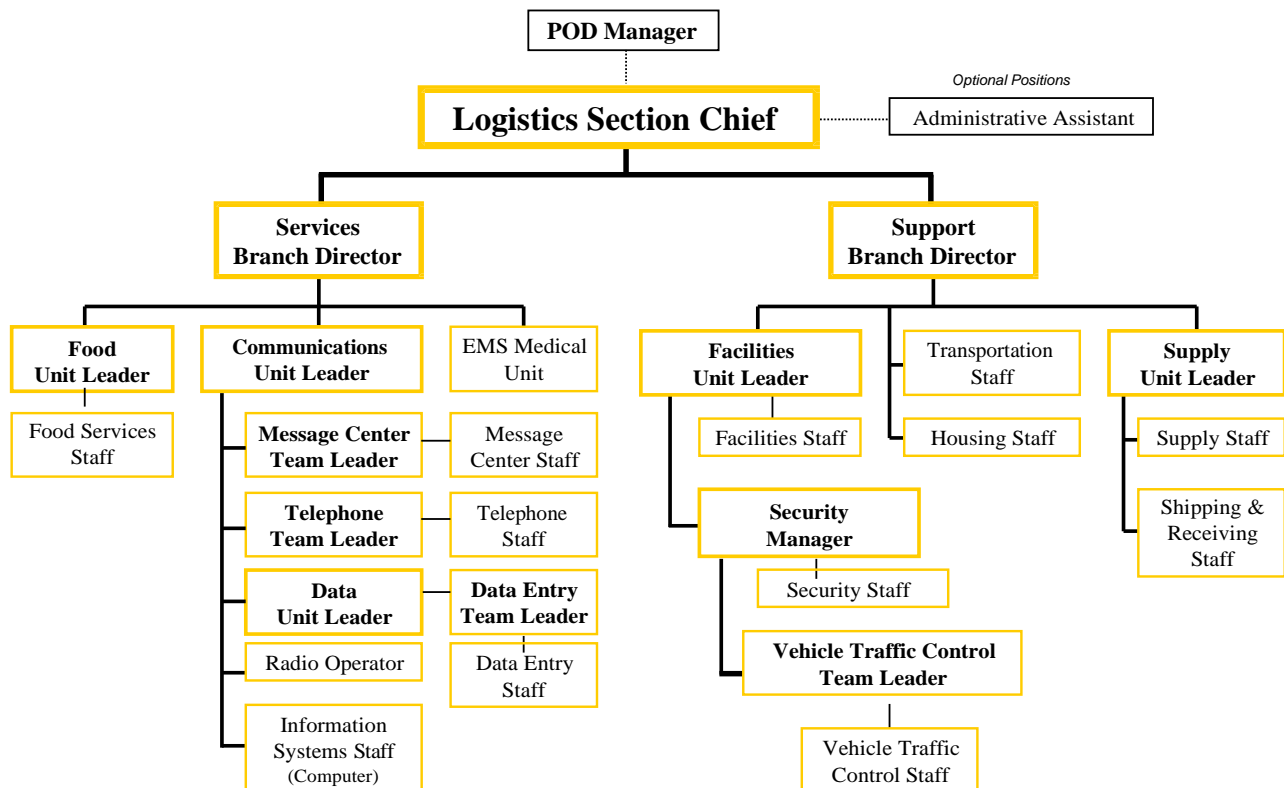 POD Manager
Optional Positions
Logistics Section Chief
Administrative Assistant
Services
Branch Director
Support
Branch Director
Food
Unit Leader
Communications
Unit Leader
EMS Medical
Unit
Facilities
Unit Leader
Transportation
Staff
Supply
Unit Leader
Food Services
Staff
Message Center
Team Leader
Message
Center Staff
Facilities Staff
Housing Staff
Supply Staff
Telephone
Team Leader
Telephone
Staff
Security
Manager
Shipping &
Receiving
Staff
Data
Unit Leader
Data Entry
Team Leader
Security Staff
Radio Operator
Data Entry
Staff
Vehicle Traffic Control
Team Leader
Information
Systems Staff
(Computer)
Vehicle Traffic
Control Staff